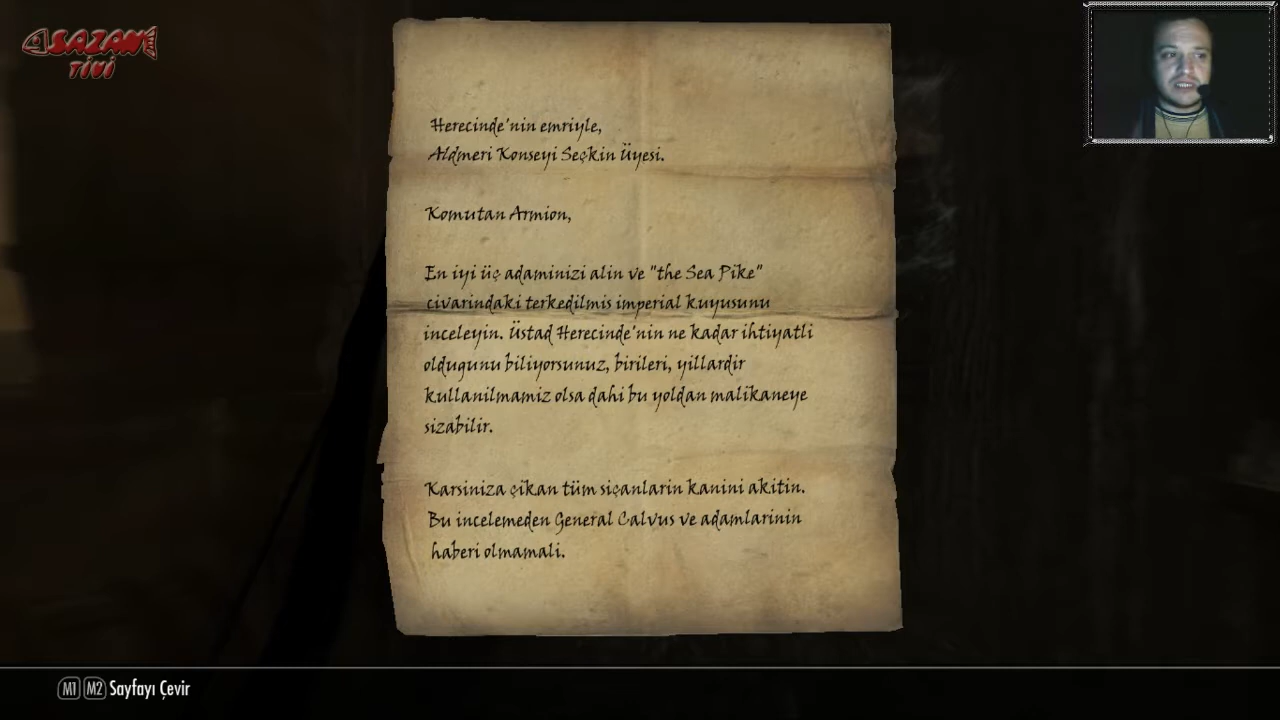 SAZAN
TiVi
Herecinde'nin emriyle,
Aldmeri Konseyi Seçkin Üyesi.
Komutan Armion,
En iyi üç adaminizi alin ve "the Sea Pike"
civarindaki terkedilmis imperial kuyusunu
inceleyin. Üstad Herecinde'nin ne kadar ihtiyatli
oldugunu biliyorsunuz, birileri, yillardir
kullanilmamiz olsa dahi bu yoldan malikaneye
sizabilir.
Karsiniza çikan tüm siçanlarin kanini akitin.
Bu incelemeden General Calvus ve adamlarinin
haberi olmamali.
M1 M2 Sayfayı Çevir